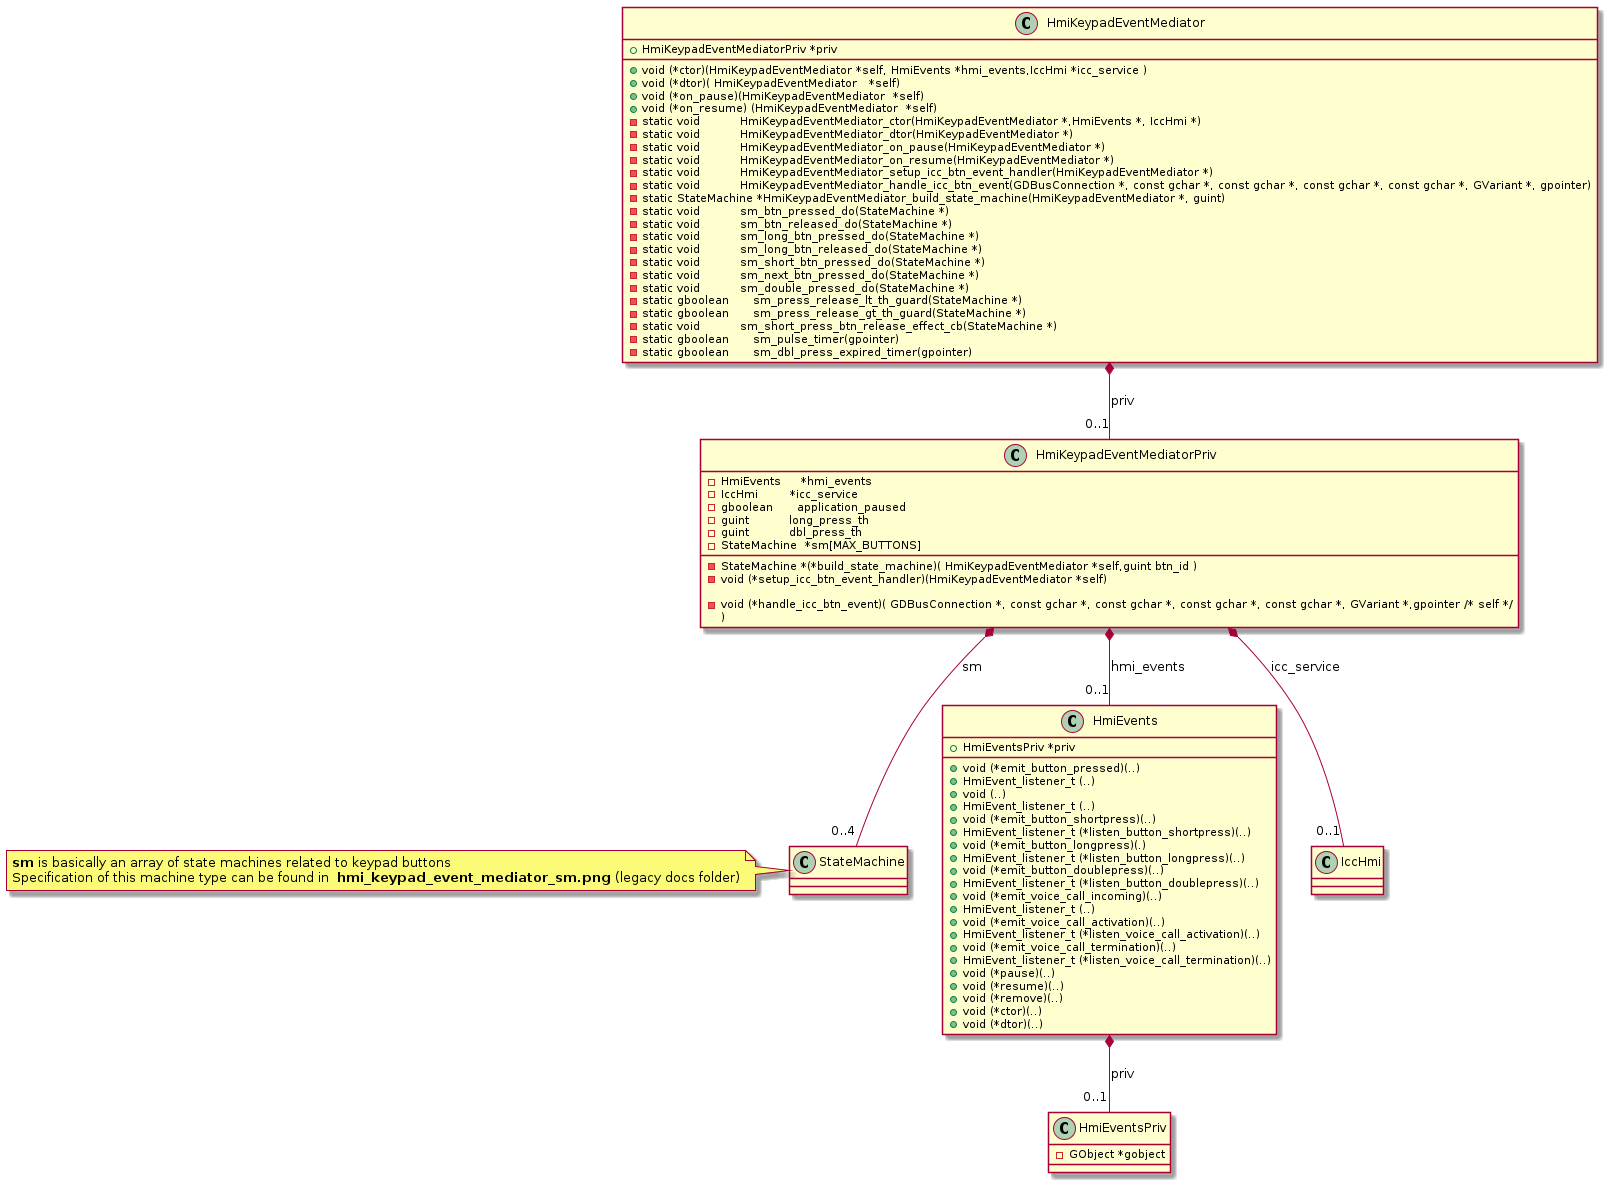 C HmiKeypadEventMediator
HmiKeypadEventMediatorPriv *priv
void (*ctor)(HmiKeypadEventMediator *self, HmiEvents *hmi_events,IccHmi *icc_service )
void (*dtor)( HmiKeypadEventMediator *self)
void (*on_pause)(HmiKeypadEventMediator *self)
void (*on_resume) (HmiKeypadEventMediator *self)
static void HmiKeypadEventMediator_ctor(HmiKeypadEventMediator *,HmiEvents *, IccHmi *)
static void HmiKeypadEventMediator_dtor(HmiKeypadEventMediator *)
static void HmiKeypadEventMediator_on_pause(HmiKeypadEventMediator *)
static void HmiKeypadEventMediator_on_resume(HmiKeypadEventMediator *)
static void HmiKeypadEventMediator_setup_icc_btn_event_handler(HmiKeypadEventMediator *)
static void HmiKeypadEventMediator_handle_icc_btn_event(GDBusConnection *, const gchar *, const gchar *, const gchar *, const gchar *, GVariant *, gpointer)
static StateMachine *HmiKeypadEventMediator_build_state_machine(HmiKeypadEventMediator *, guint)
static void sm_btn_pressed_do(StateMachine *)
static void sm_btn_released_do(StateMachine *)
static void sm_long_btn_pressed_do(StateMachine *)
static void sm_long_btn_released_do(StateMachine *)
static void sm_short_btn_pressed_do(StateMachine *)
static void sm_next_btn_pressed_do(StateMachine *)
static void sm_double_pressed_do(StateMachine *)
static gboolean sm_press_release_lt_th_guard(StateMachine *)
static gboolean sm_press_release_gt_th_guard(StateMachine *)
static void sm_short_press_btn_release_effect_cb(StateMachine *)
static gboolean sm_pulse_timer(gpointer)
static gboolean sm_dbl_press_expired_timer(gpointer)
priv
0..1
C HmiKeypadEventMediatorPriv
HmiEvents *hmi_events
IccHmi *icc_service
gboolean application_paused
guint long_press_th
guint dbl_press_th
StateMachine *sm[MAX_BUTTONS]
StateMachine *(*build_state_machine)( HmiKeypadEventMediator *self,guint btn_id )
void (*setup_icc_btn_event_handler)(HmiKeypadEventMediator *self)
void (*handle_icc_btn_event)( GDBusConnection *, const gchar *, const gchar *, const gchar *, const gchar *, GVariant *,gpointer /* self */
)
sm
hmi_events
icc_service
0..1
C HmiEvents
HmiEventsPriv *priv
void (*emit_button_pressed)(..)
HmiEvent_listener_t (..)
void (..)
HmiEvent_listener_t (..)
void (*emit_button_shortpress)(..)
HmiEvent_listener_t (*listen_button_shortpress)(..)
void (*emit_button_longpress)(.)
HmiEvent_listener_t (*listen_button_longpress)(..)
void (*emit_button_doublepress)(..)
HmiEvent_listener_t (*listen_button_doublepress)(..)
void (*emit_voice_call_incoming)(..)
HmiEvent_listener_t (..)
void (*emit_voice_call_activation)(..)
HmiEvent_listener_t (*listen_voice_call_activation)(..)
void (*emit_voice_call_termination)(..)
HmiEvent_listener_t (*listen_voice_call_termination)(..)
void (*pause)(..)
void (*resume)(..)
void (*remove)(..)
void (*ctor)(..)
void (*dtor)(..)
0..4
0..1
sm is basically an array of state machines related to keypad buttons
Specification of this machine type can be found in hmi_keypad_event_mediator_sm.png (legacy docs folder)
C StateMachine
C IccHmi
priv
0..1
C HmiEventsPriv
GObject *gobject